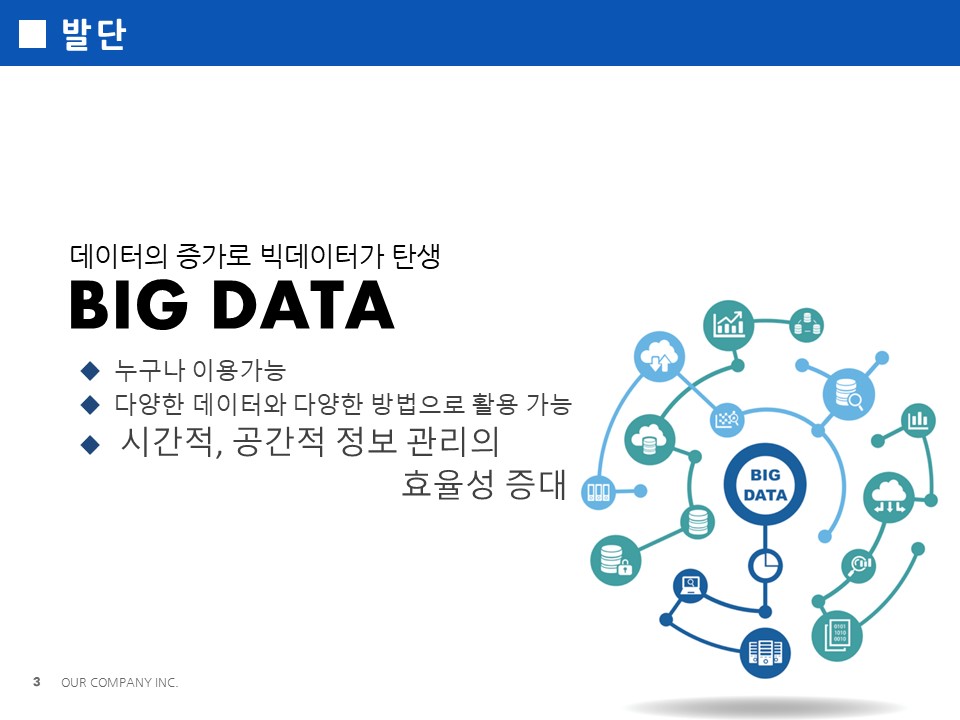 발단
데이터의 증가로 빅데이터가 탄생
BIG DATA
누구나 이용가능
다양한 데이터와 다양한 방법으로 활용 가능
시간적, 공간적 정보 관리의
효율성 증대
BIG
DATA
0101
1010
0010
3 OUR COMPANY INC.